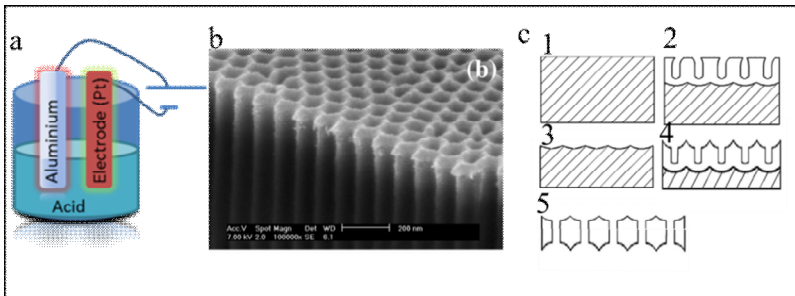 a
Aluminium
Electrode (Pt)
Acid
b
(b)
Acc.V Spot Magn Det WD
7.00 kV 2.0 100000x SE 6.1 200 nm
c
1
2
3
4
5